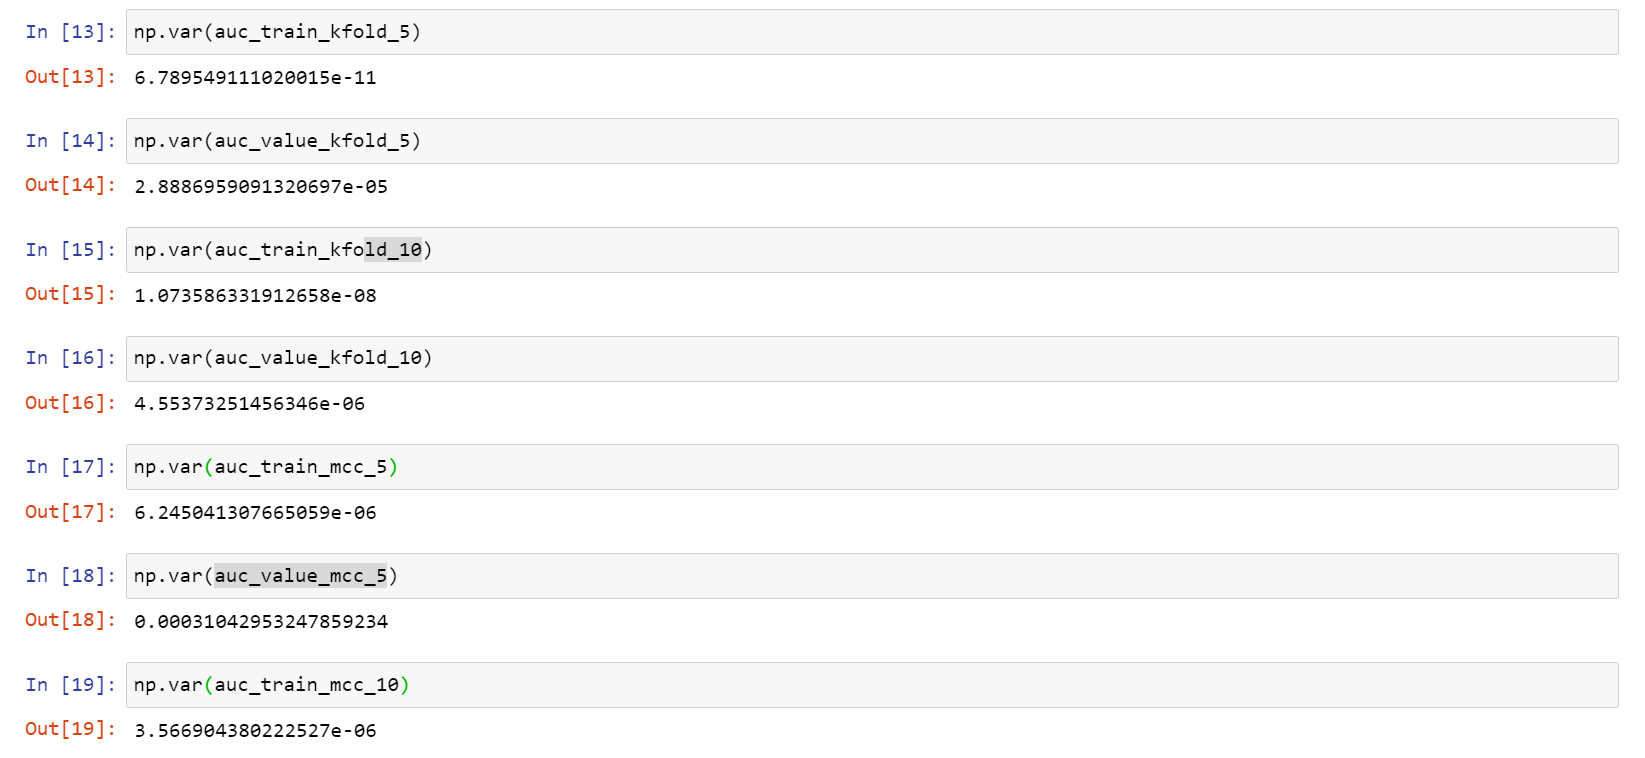 In [13]: np.var(auc_train_kfold_5)
Out[13]: 6.789549111020015e-11
In [14]: np.var(auc_value_kfold_5)
Out[14]: 2.8886959091320697e-05
In [15]: np.var(auc_train_kfold_10)
Out[15]: 1.073586331912658e-08
In [16]: np.var(auc_value_kfold_10)
Out[16]: 4.55373251456346e-06
In [17]: np.var(auc_train_mcc_5)
Out[17]: 6.245041307665059e-06
In [18]: np.var(auc_value_mcc_5)
Out[18]: 0.00031042953247859234
In [19]: np.var(auc_train_mcc_10)
Out[19]: 3.566904380222527e-06